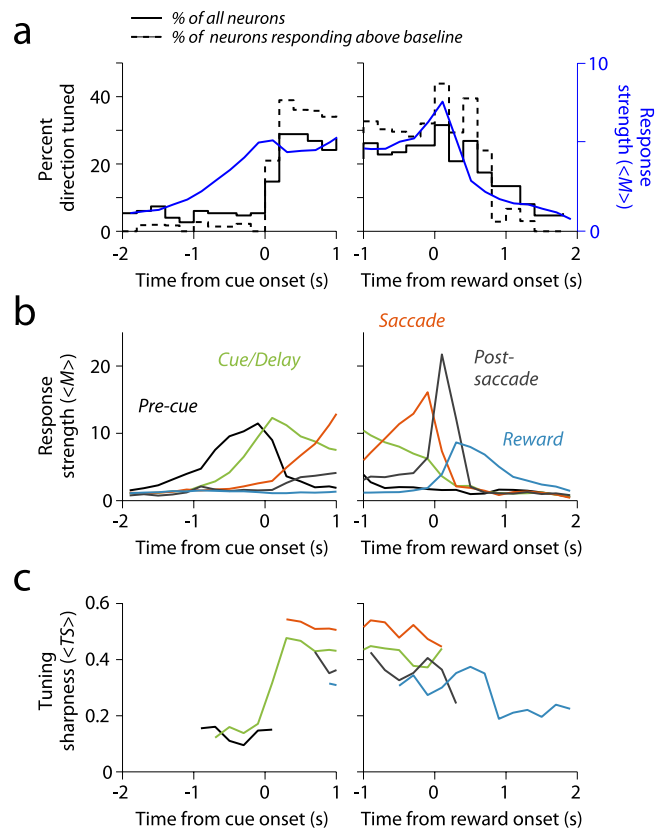 % of all neurons
% of neurons responding above baseline
a
Percent
direction tuned
40
20
0
10
0
Response
strength (<M>)
-2 -1 0 1
-1 0 1 2
Time from cue onset (s)
Time from reward onset (s)
b
Response
strength (<M>)
20
10
0
Pre-cue
Cue/Delay
Saccade
Post-
saccade
Reward
-2 -1 0 1
-1 0 1 2
Time from cue onset (s)
Time from reward onset (s)
c
Tuning
sharpness (<TS>)
0.6
0.4
0.2
0
-2 -1 0 1
-1 0 1 2
Time from cue onset (s)
Time from reward onset (s)